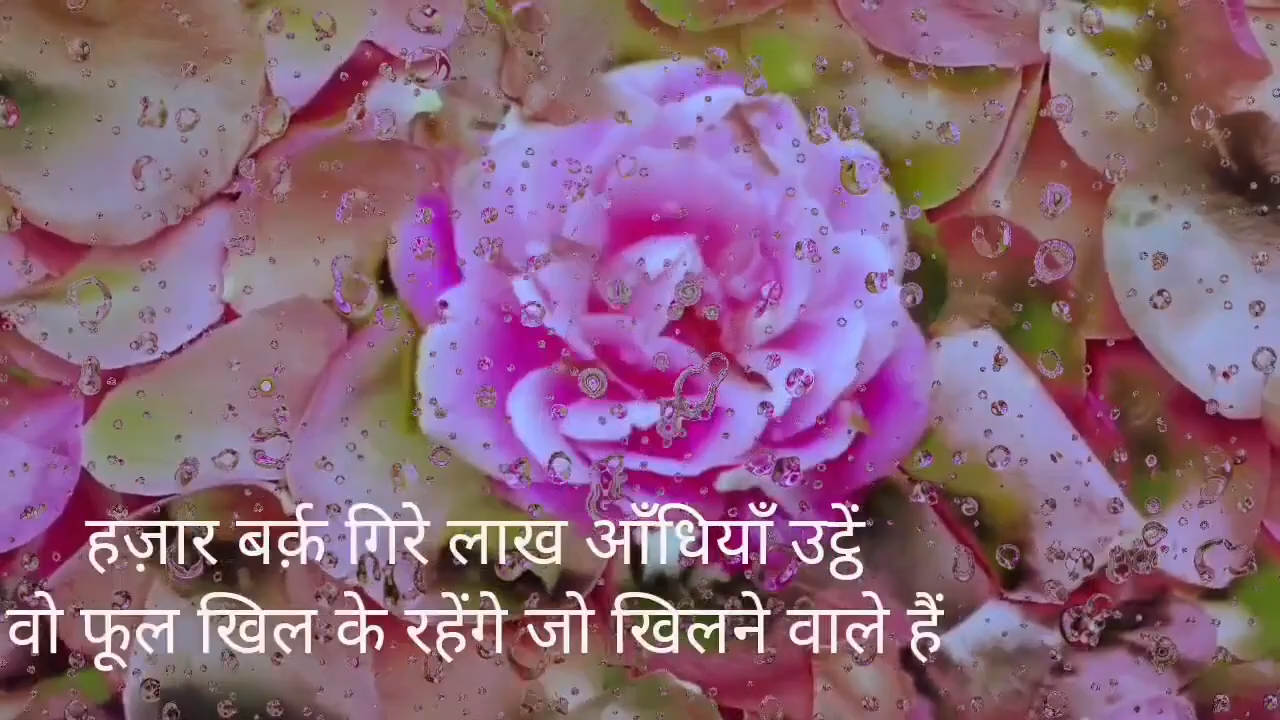 हज़ार बर्क़ गिरे लाख आँधियाँ उट्ठें
वो फूल खिल के रहेंगे जो खिलने वाले हैं